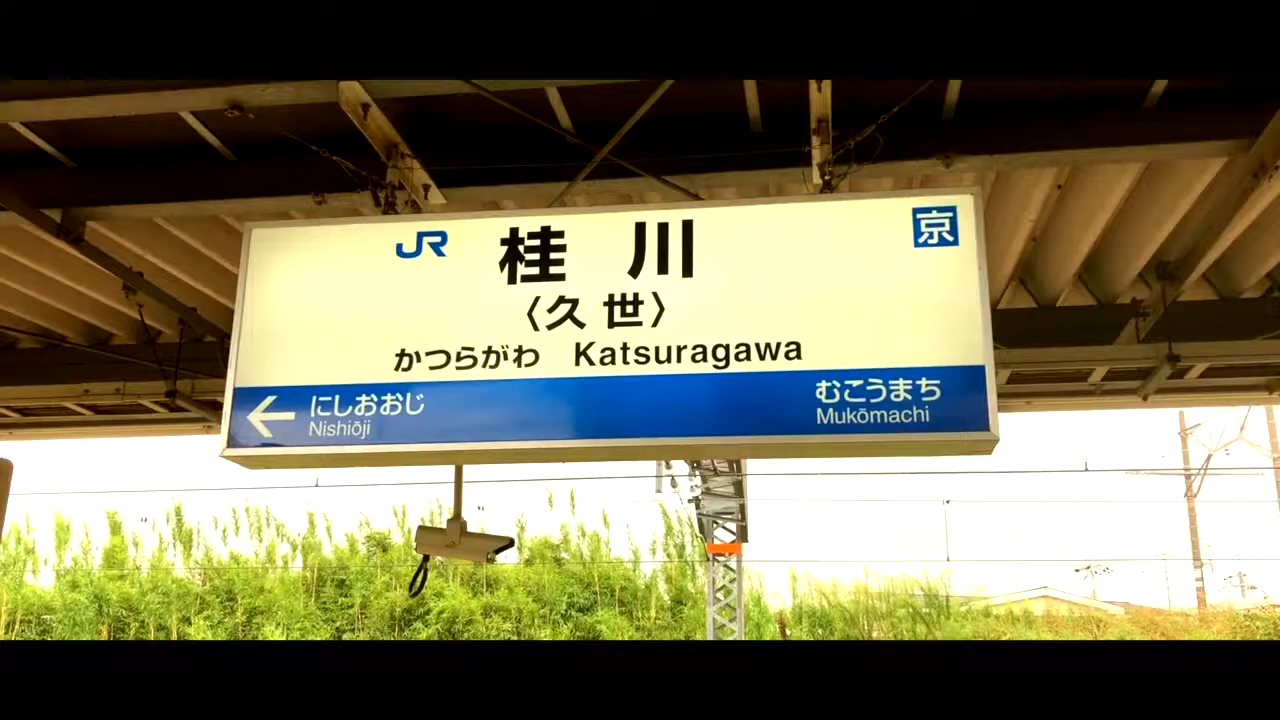 JR 桂川 京
〈久世〉
かつらがわ Katsuragawa
← にしおおじ むこうまち
Nishiōji Mukōmachi